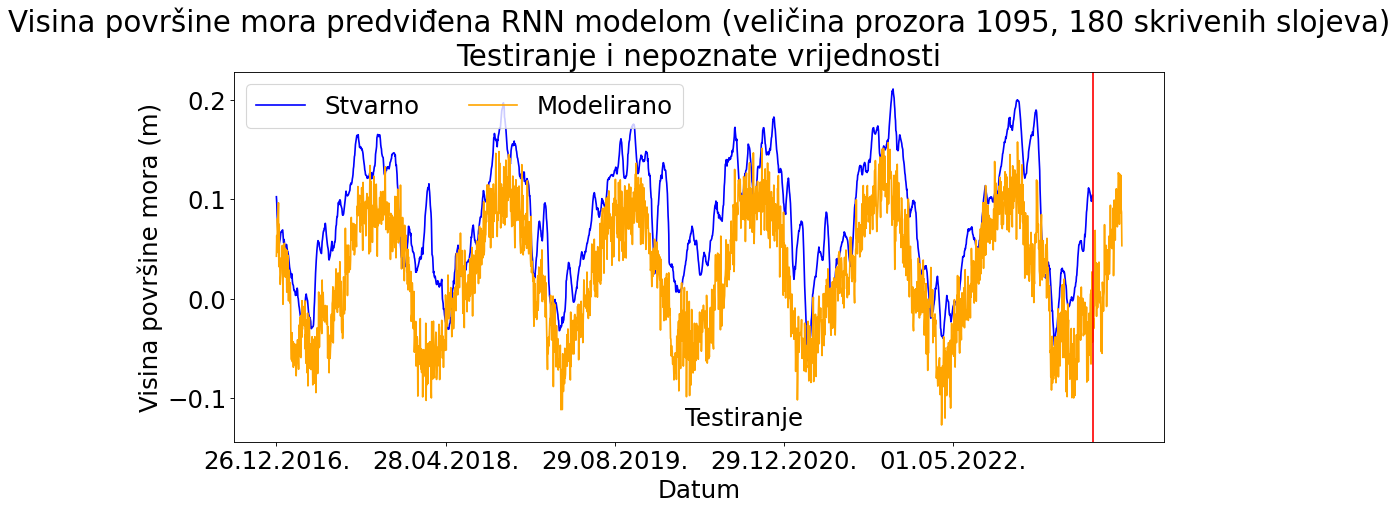 Visina površine mora predviđena RNN modelom (veličina prozora 1095, 180 skrivenih slojeva)
Testiranje i nepoznate vrijednosti
Stvarno
Modelirano
Visina površine mora (m)
0.2
0.1
0.0
−0.1
Testiranje
26.12.2016.
28.04.2018.
29.08.2019.
29.12.2020.
01.05.2022.
Datum